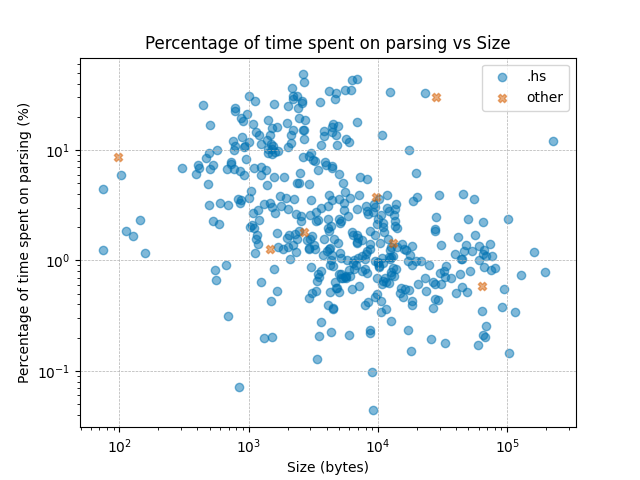 Percentage of time spent on parsing vs Size
Percentage of time spent on parsing (%)
10¹
10⁰
10⁻¹
.hs
other
10²
10³
10⁴
10⁵
Size (bytes)